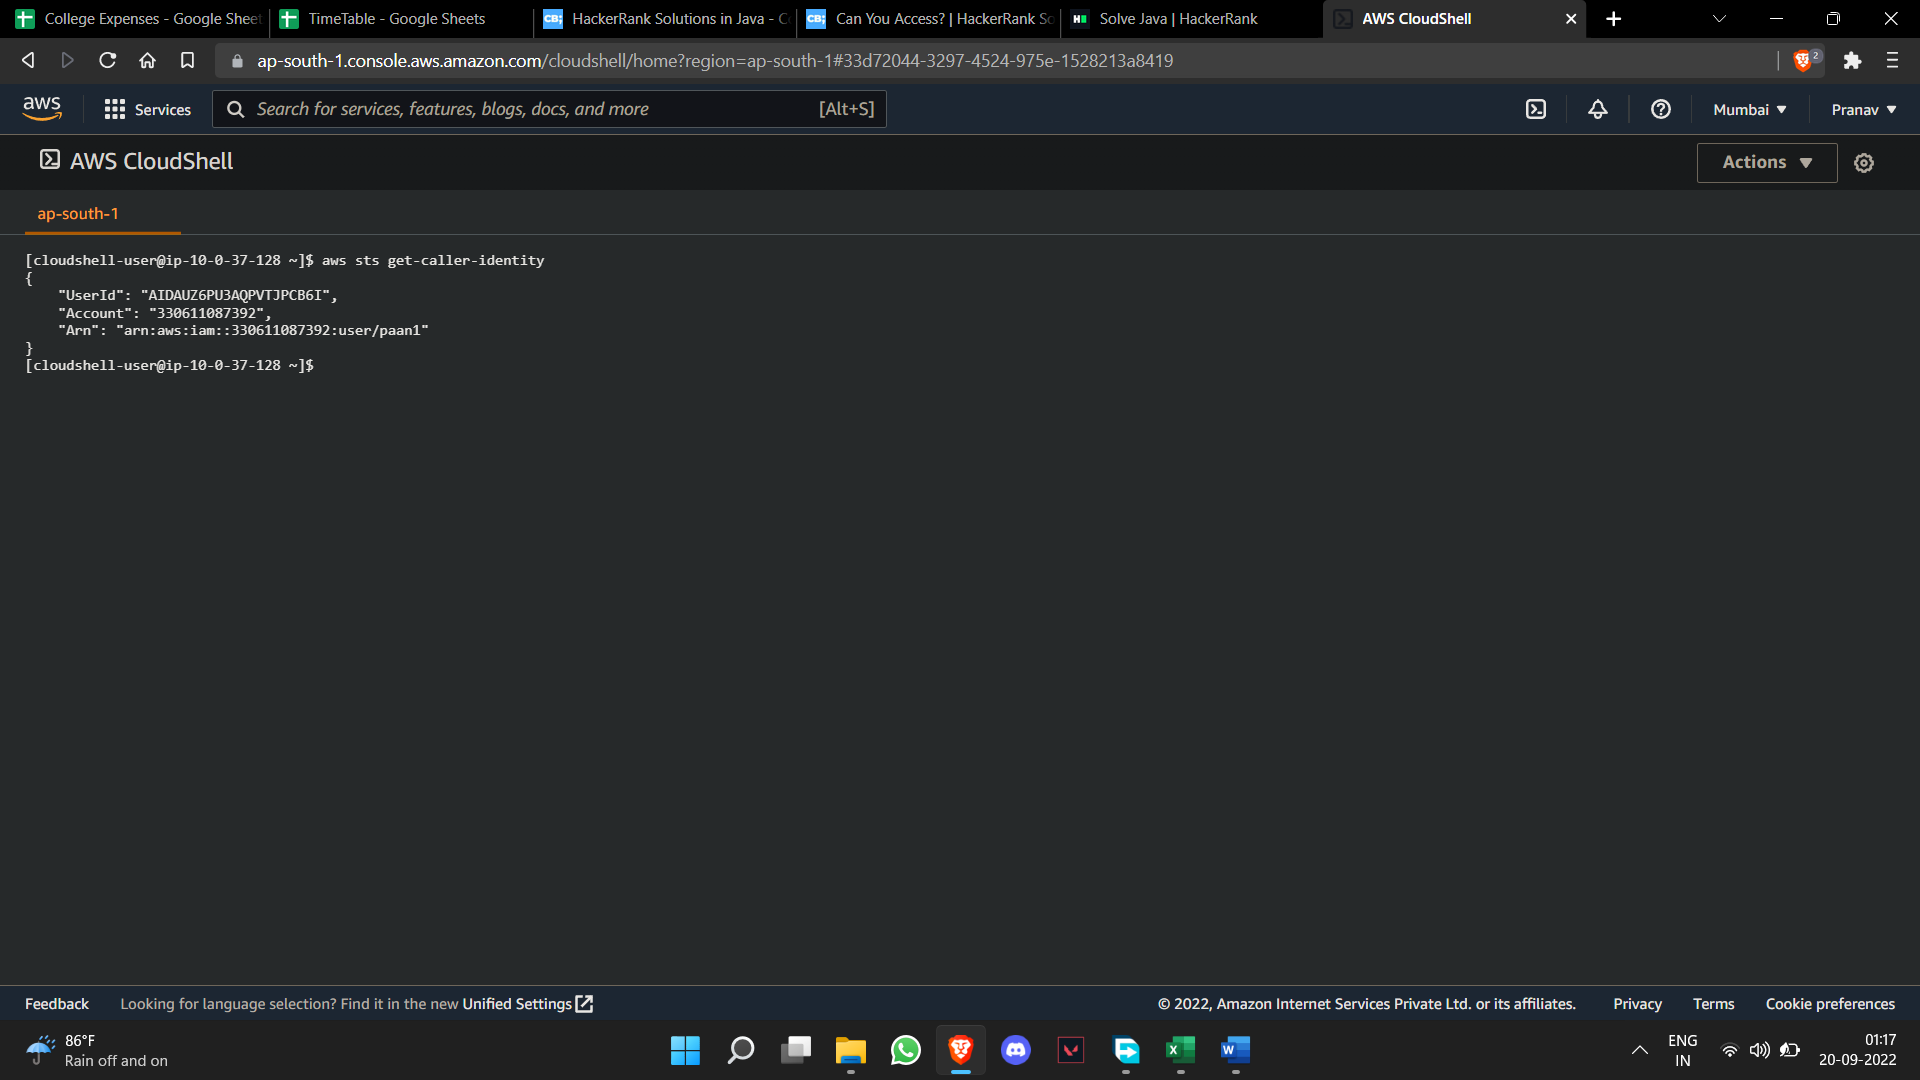 College Expenses - Google Sheet
TimeTable - Google Sheets
HackerRank Solutions in Java - C
Can You Access? | HackerRank So
Solve Java | HackerRank
AWS CloudShell
ap-south-1.console.aws.amazon.com/cloudshell/home?region=ap-south-1#33d72044-3297-4524-975e-1528213a8419
2
aws
Services
Search for services, features, blogs, docs, and more
[Alt+S]
Mumbai
Pranav
AWS CloudShell
Actions
ap-south-1
[cloudshell-user@ip-10-0-37-128 ~]$ aws sts get-caller-identity
{
"UserId": "AIDAUZ6PU3AQPVTJPCB6I",
"Account": "330611087392",
"Arn": "arn:aws:iam::330611087392:user/paan1"
}
[cloudshell-user@ip-10-0-37-128 ~]$
Feedback
Looking for language selection? Find it in the new Unified Settings
© 2022, Amazon Internet Services Private Ltd. or its affiliates.
Privacy
Terms
Cookie preferences
86°F
Rain off and on
ENG
IN
01:17
20-09-2022